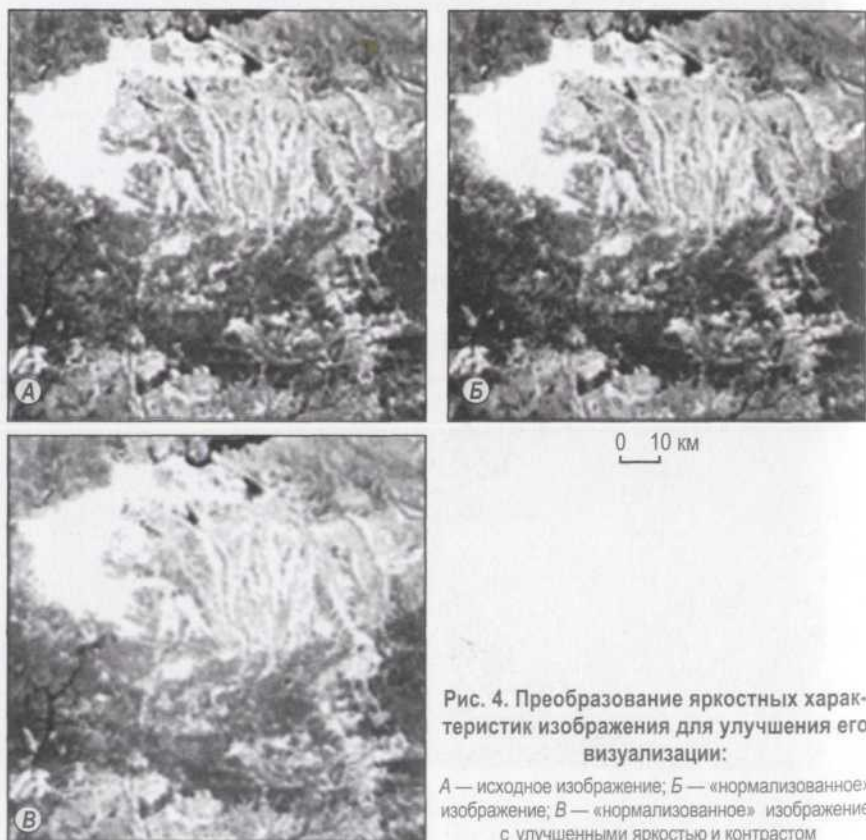 А
Б
0 10 км
В
Рис. 4. Преобразование яркостных харак-
теристик изображения для улучшения его
визуализации:
А — исходное изображение; Б — «нормализованное»
изображение; В — «нормализованное» изображение
с улучшенными яркостью и контрастом